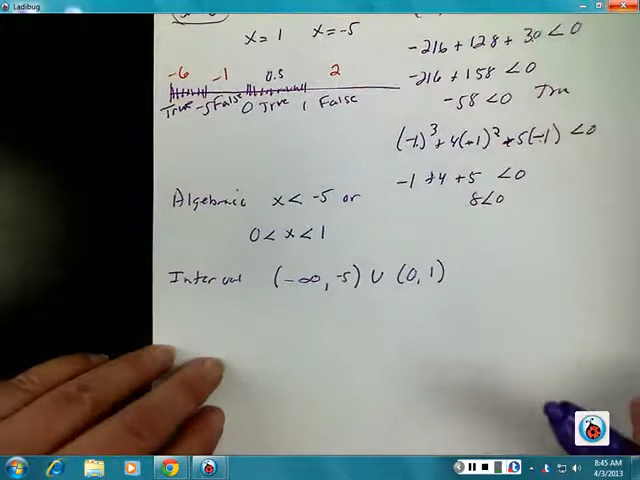 Ladibug
x = 1 x = -5
-216 + 128 + 30 < 0
-216 + 158 < 0
-58 < 0 Tru
-6 -1 0.5 2
True -5 False 0 True 1 False
(-1)³ + 4(-1)² - 5(-1) < 0
-1 + 4 + 5 < 0
8 < 0
Algebraic x < -5 or
0 < x < 1
Interval (-∞, -5) ∪ (0, 1)
8:45 AM
4/3/2013